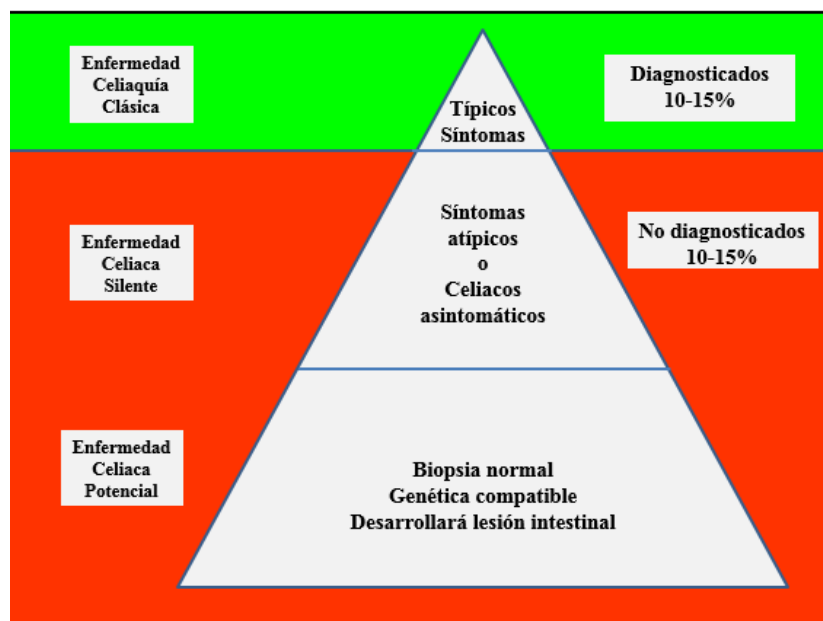 Enfermedad
Celiaquía
Clásica
Típicos
Síntomas
Diagnosticados
10-15%
Enfermedad
Celiaca
Silente
Síntomas
atípicos
o
Celiacos
asintomáticos
No diagnosticados
10-15%
Enfermedad
Celiaca
Potencial
Biopsia normal
Genética compatible
Desarrollará lesión intestinal